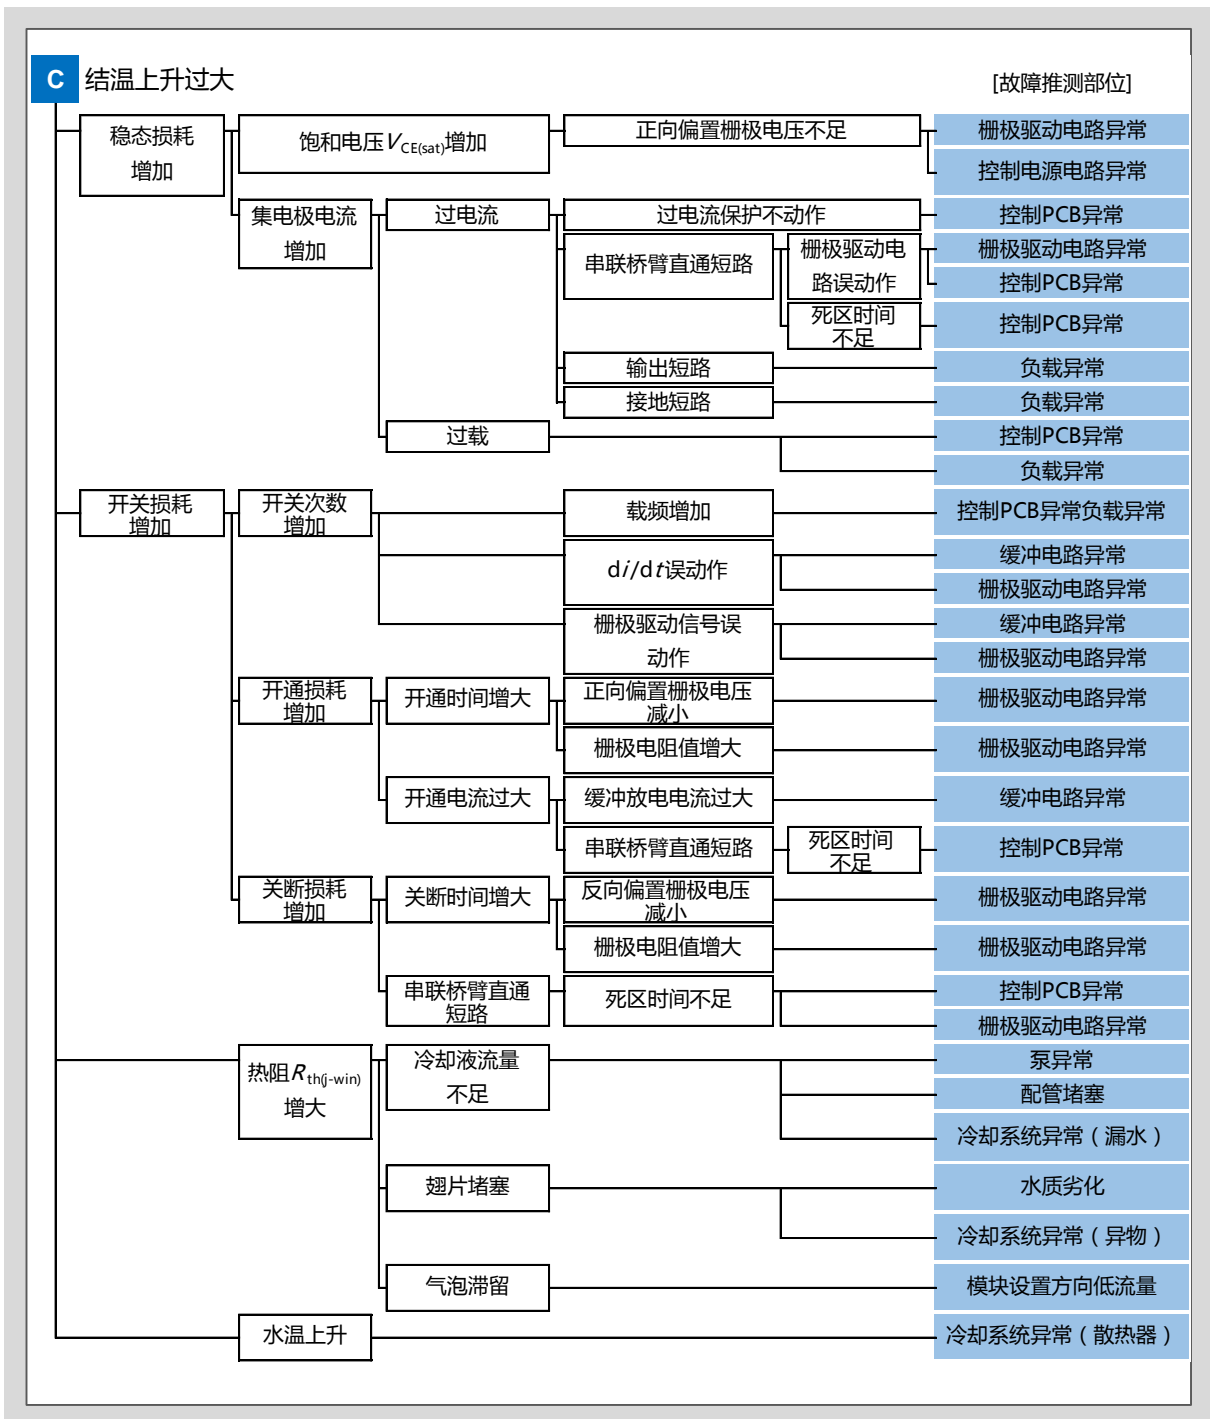 C 结温上升过大
[故障推测部位]
稳态损耗
增加
饱和电压VCE(sat)增加
正向偏置栅极电压不足
栅极驱动电路异常
控制电源电路异常
集电极电流
增加
过电流
过电流保护不动作
控制PCB异常
串联桥臂直通短路
栅极驱动电
路误动作
栅极驱动电路异常
控制PCB异常
死区时间
不足
控制PCB异常
输出短路
负载异常
接地短路
负载异常
过载
控制PCB异常
负载异常
开关损耗
增加
开关次数
增加
载频增加
控制PCB异常负载异常
di/dt误动作
缓冲电路异常
栅极驱动电路异常
栅极驱动信号误
动作
缓冲电路异常
栅极驱动电路异常
开通损耗
增加
开通时间增大
正向偏置栅极电压
减小
栅极驱动电路异常
栅极电阻值增大
栅极驱动电路异常
开通电流过大
缓冲放电电流过大
缓冲电路异常
串联桥臂直通短路
死区时间
不足
控制PCB异常
关断损耗
增加
关断时间增大
反向偏置栅极电压
减小
栅极驱动电路异常
栅极电阻值增大
栅极驱动电路异常
串联桥臂直通
短路
死区时间不足
控制PCB异常
栅极驱动电路异常
热阻Rth(j-win)
增大
冷却液流量
不足
泵异常
配管堵塞
冷却系统异常（漏水）
翅片堵塞
水质劣化
冷却系统异常（异物）
气泡滞留
模块设置方向低流量
水温上升
冷却系统异常（散热器）